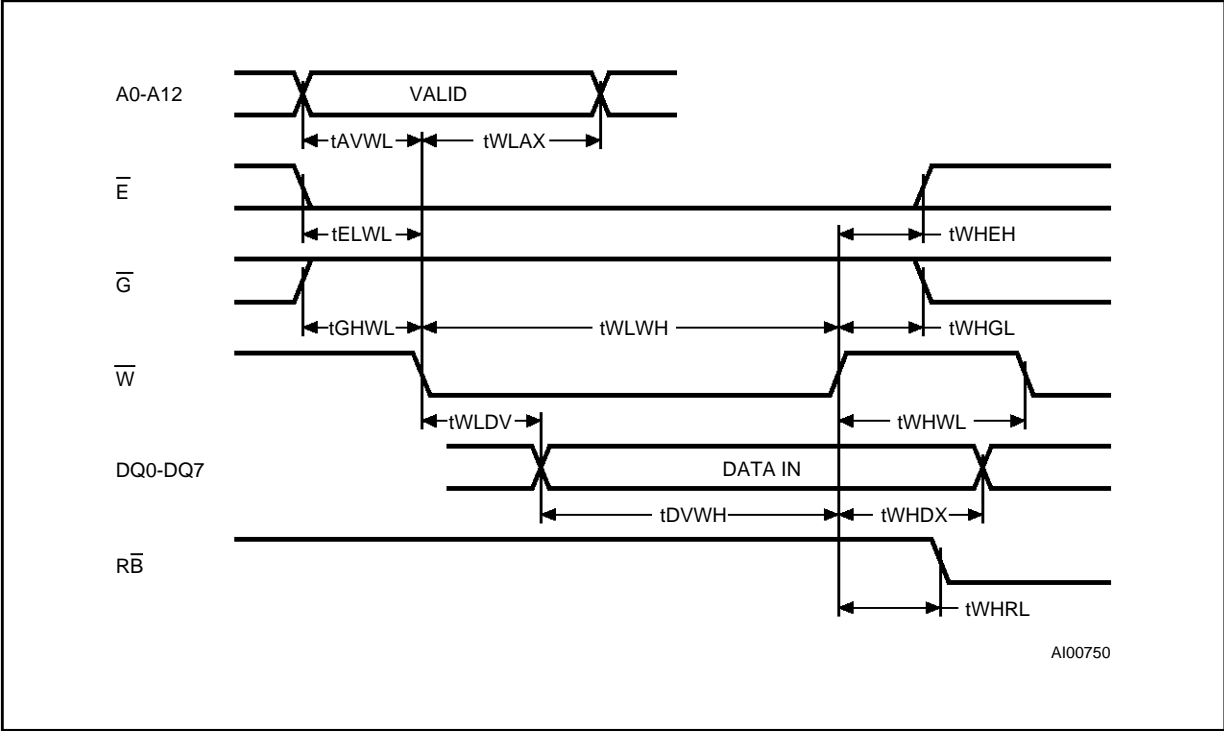 A0-A12 VALID
tAVWL tWLAX
E̅
tELWL tWHEH
G̅
tGHWL tWLWH tWHGL
W̅
tWLDV tWHWL
DQ0-DQ7 DATA IN
tDVWH tWHDX
RB̅
tWHRL
AI00750